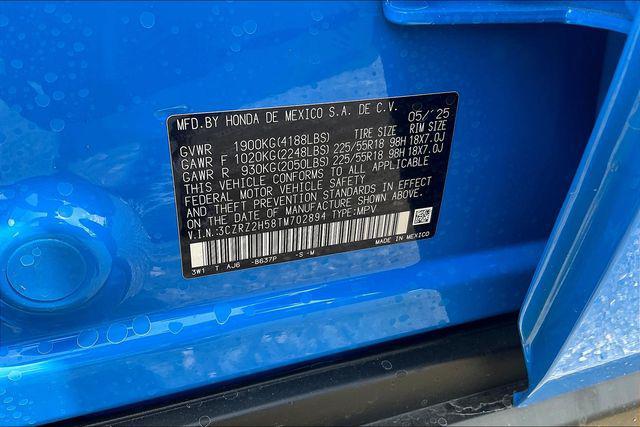 MFD.BY HONDA DE MEXICO S.A. DE C.V. 05/'25
GVWR 1900KG(4188LBS) TIRE SIZE RIM SIZE
GAWR F 1020KG(2248LBS) 225/55R18 98H 18X7.0J
GAWR R 930KG(2050LBS) 225/55R18 98H 18X7.0J
THIS VEHICLE CONFORMS TO ALL APPLICABLE
FEDERAL MOTOR VEHICLE SAFETY
AND THEFT PREVENTION STANDARDS IN EFFECT
ON THE DATE OF MANUFACTURE SHOWN ABOVE.
V.I.N.:3CZRZ2H58TM702894 TYPE:MPV
3W1 T AJ6 -B637P -S -M MADE IN MEXICO